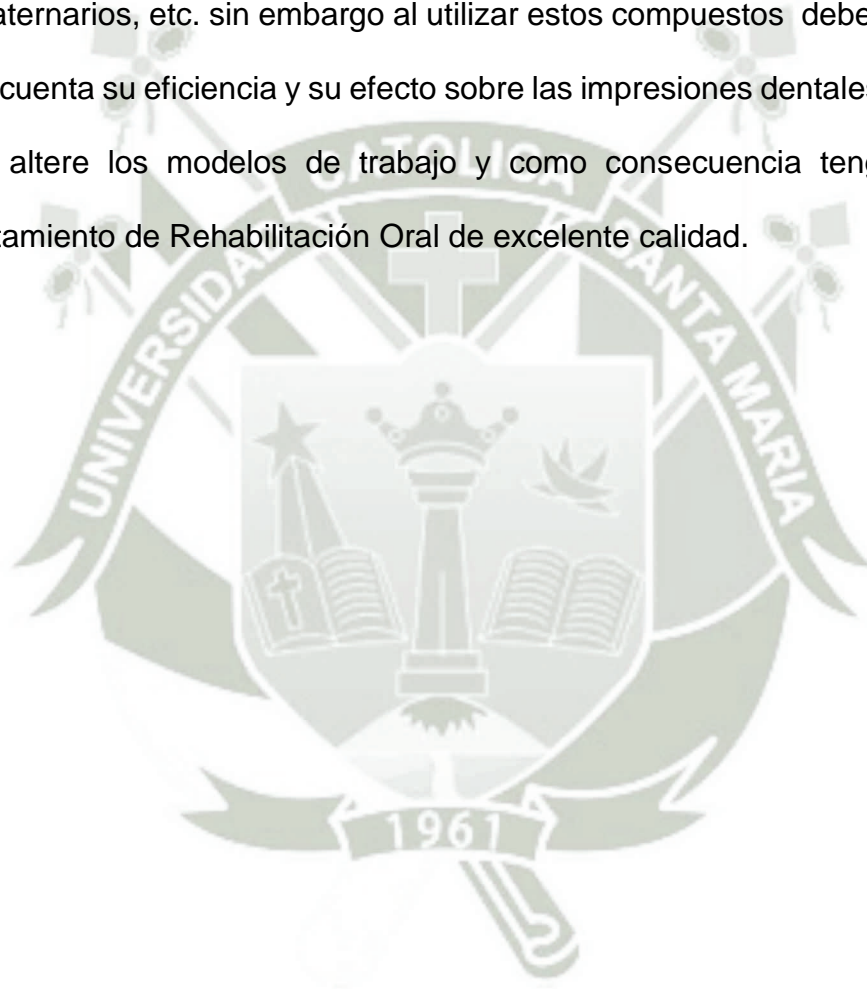 aternarios, etc. sin embargo al utilizar estos compuestos debe
cuenta su eficiencia y su efecto sobre las impresiones dentales
altere los modelos de trabajo y como consecuencia teng
tamiento de Rehabilitación Oral de excelente calidad.
UNIVERSIDAD CATOLICA SANTA MARIA
1961